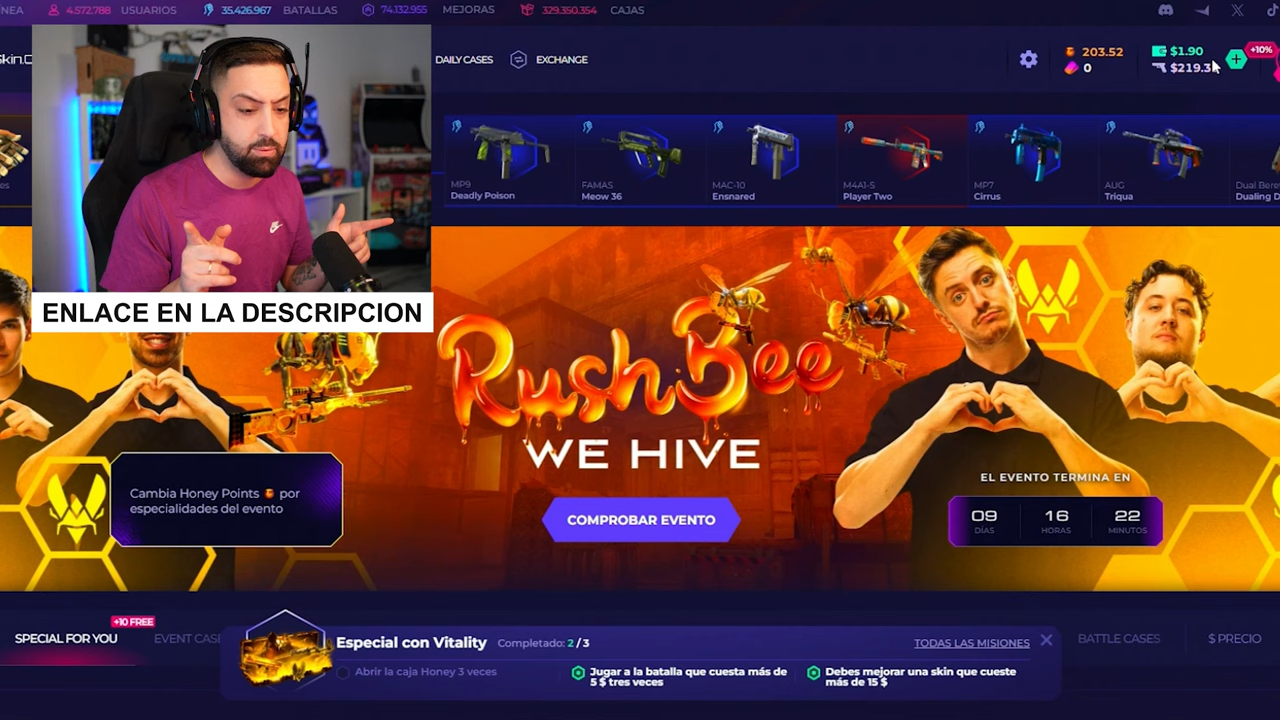 4.572.788 USUARIOS 35.426.967 BATALLAS 74.132.955 MEJORAS 329.350.354 CAJAS
DAILY CASES EXCHANGE
203.52
0
$1.90
+10%
MP9
Deadly Poison
FAMAS
Meow 36
MAC-10
Ensnared
M4A1-S
Player Two
MP7
Cirrus
AUG
Triqua
ENLACE EN LA DESCRIPCION
RushBee
WE HIVE
COMPROBAR EVENTO
Cambia Honey Points por
especialidades del evento
EL EVENTO TERMINA EN
09 16 22
DÍAS HORAS MINUTOS
+10 FREE
SPECIAL FOR YOU EVENT
BATTLE CASES $ PRECIO
Especial con Vitality Completado: 2 / 3 TODAS LAS MISIONES
Abrir la caja Honey 3 veces
Jugar a la batalla que cuesta más de
5 $ tres veces
Debes mejorar una skin que cueste
más de 15 $